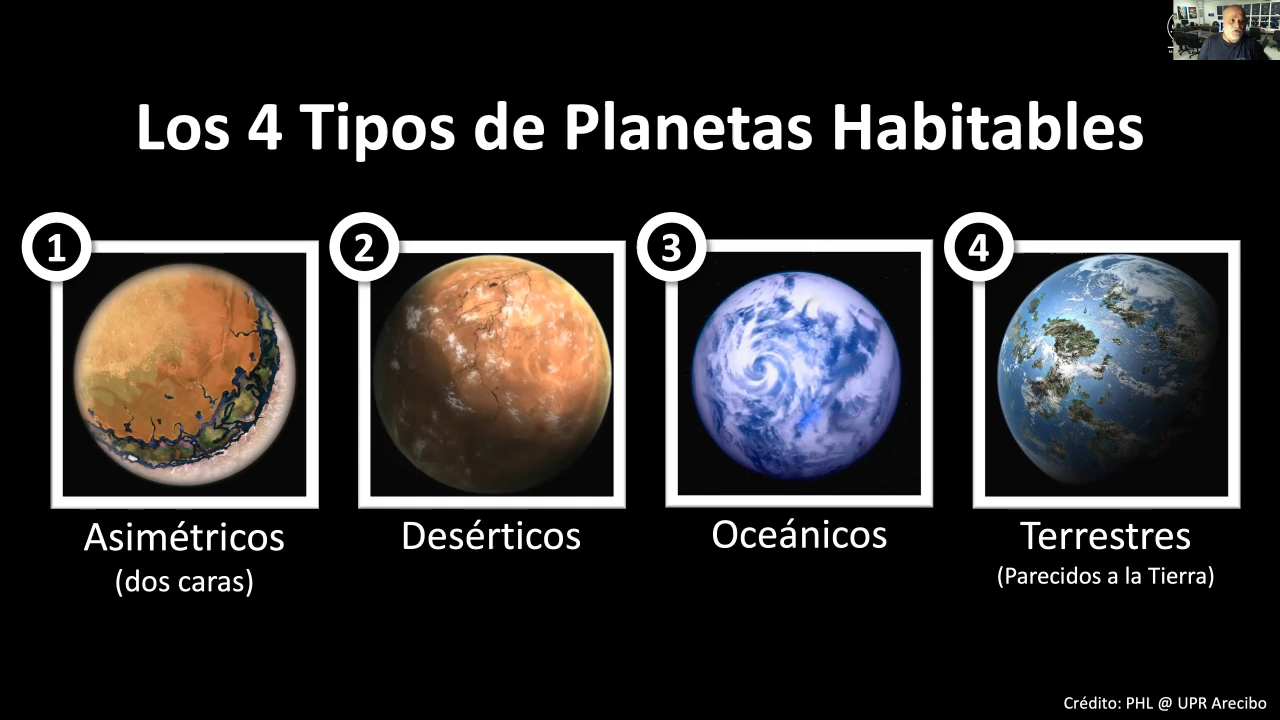 Los 4 Tipos de Planetas Habitables
1
2
3
4
Asimétricos
(dos caras)
Desérticos
Oceánicos
Terrestres
(Parecidos a la Tierra)
Crédito: PHL @ UPR Arecibo